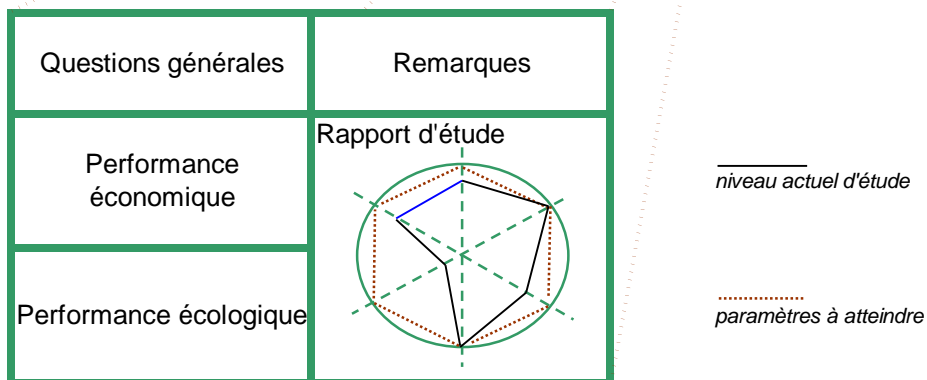 Questions générales
Remarques
Performance
économique
Rapport d'étude
Performance écologique
niveau actuel d'étude
paramètres à atteindre